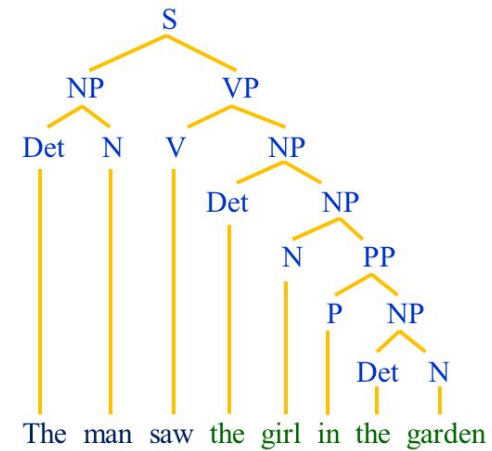 S
NP VP
Det N V NP
Det NP
N PP
P NP
Det N
The man saw the girl in the garden